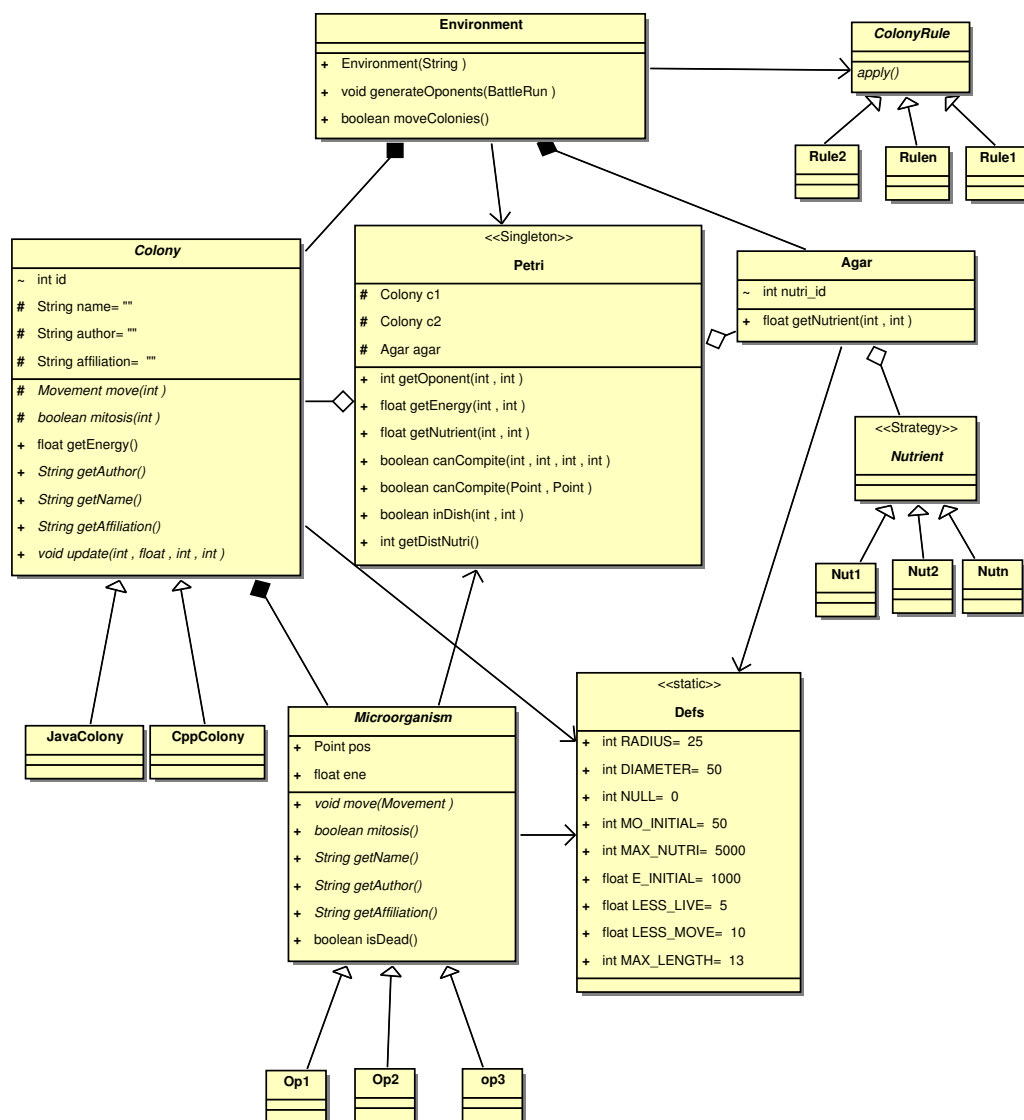 Environment
+ Environment(String )
+ void generateOponents(BattleRun )
+ boolean moveColonies()
ColonyRule
apply()
Rule2
Rulen
Rule1
Colony
~ int id
# String name= ""
# String author= ""
# String affiliation= ""
# Movement move(int )
# boolean mitosis(int )
+ float getEnergy()
+ String getAuthor()
+ String getName()
+ String getAffiliation()
+ void update(int , float , int , int )
<<Singleton>>
Petri
# Colony c1
# Colony c2
# Agar agar
+ int getOponent(int , int )
+ float getEnergy(int , int )
+ float getNutrient(int , int )
+ boolean canCompite(int , int , int , int )
+ boolean canCompite(Point , Point )
+ boolean inDish(int , int )
+ int getDistNutri()
Agar
~ int nutri_id
+ float getNutrient(int , int )
<<Strategy>>
Nutrient
Nut1
Nut2
Nutn
JavaColony
CppColony
Microorganism
+ Point pos
+ float ene
+ void move(Movement )
+ boolean mitosis()
+ String getName()
+ String getAuthor()
+ String getAffiliation()
+ boolean isDead()
<<static>>
Defs
+ int RADIUS= 25
+ int DIAMETER= 50
+ int NULL= 0
+ int MO_INITIAL= 50
+ int MAX_NUTRI= 5000
+ float E_INITIAL= 1000
+ float LESS_LIVE= 5
+ float LESS_MOVE= 10
+ int MAX_LENGTH= 13
Op1
Op2
op3